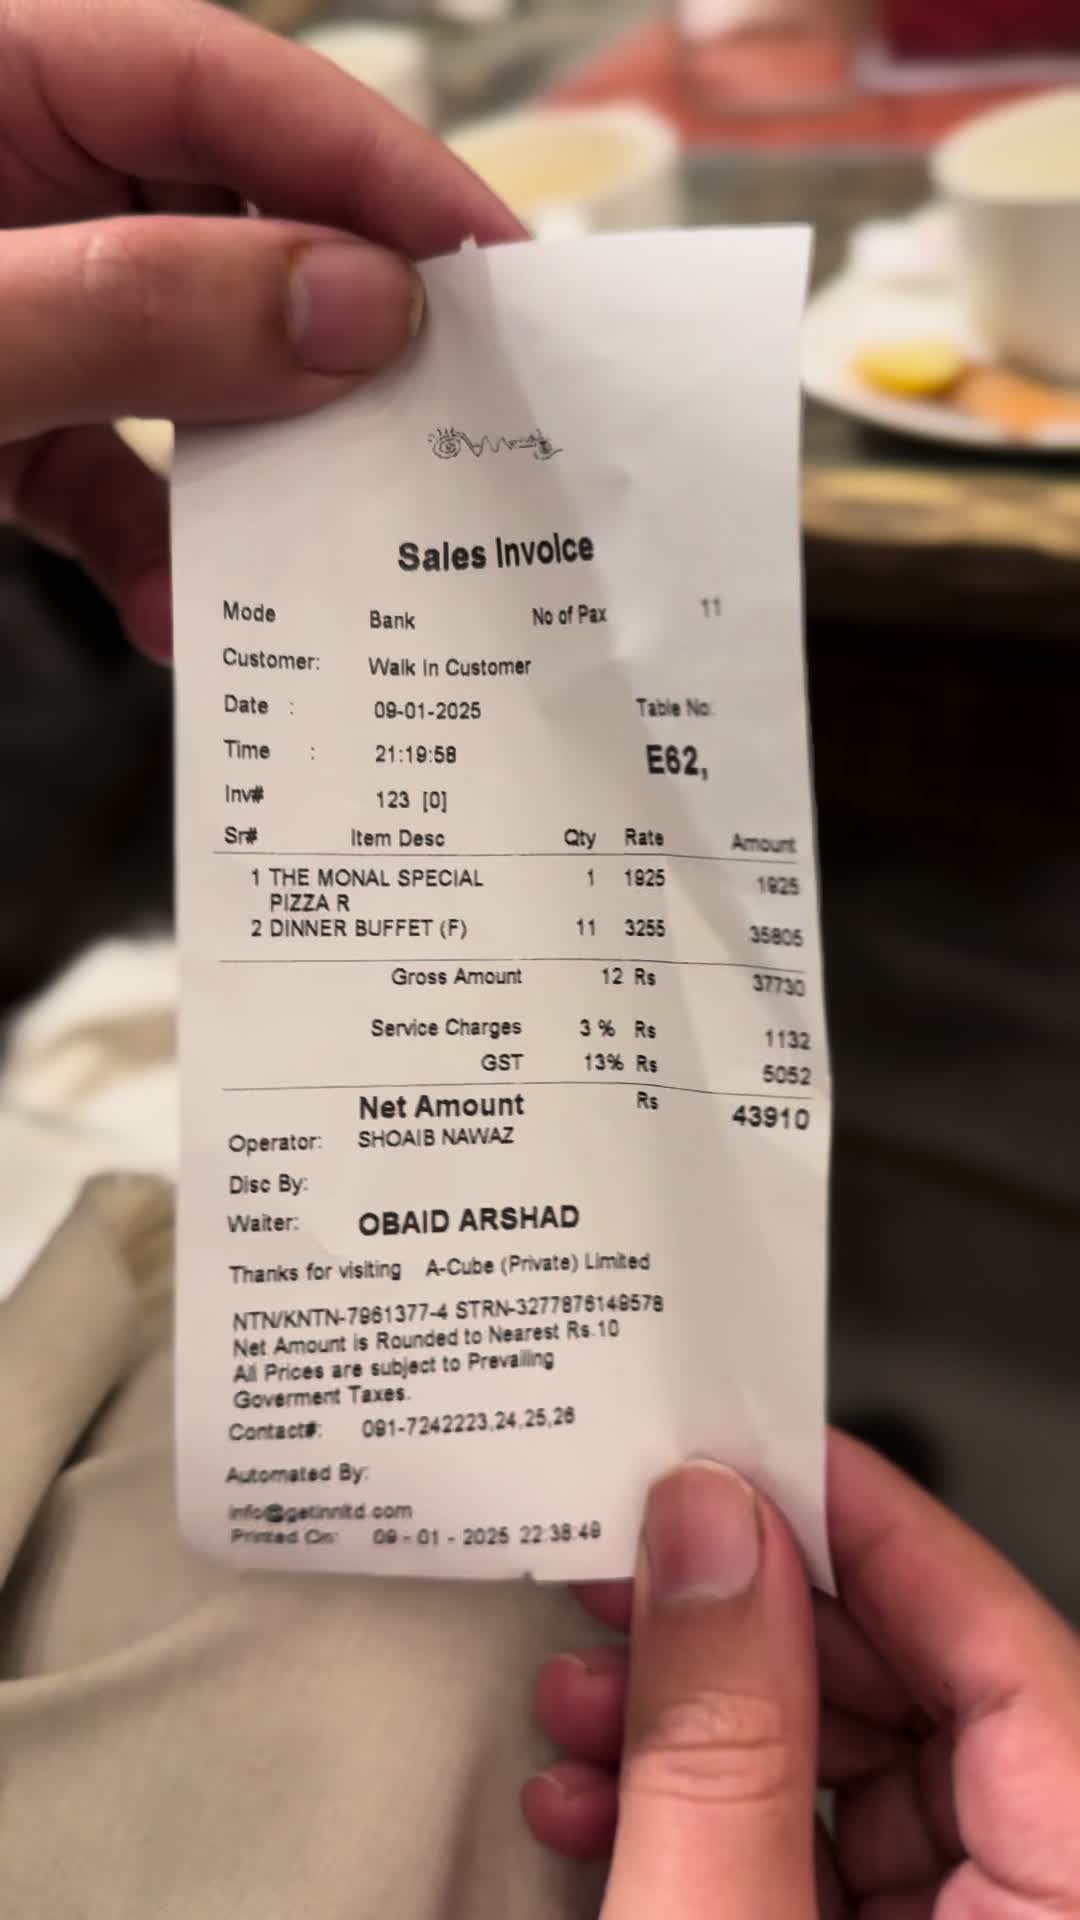 Sales Invoice
Mode Bank No of Pax 11
Customer: Walk In Customer
Date : 09-01-2025 Table No:
Time : 21:19:58 E62,
Inv# 123 [0]
Sr# Item Desc Qty Rate Amount
1 THE MONAL SPECIAL 1 1925 1925
PIZZA R
2 DINNER BUFFET (F) 11 3255 35805
Gross Amount 12 Rs 37730
Service Charges 3 % Rs 1132
GST 13% Rs 5052
Net Amount Rs 43910
Operator: SHOAIB NAWAZ
Disc By:
Waiter: OBAID ARSHAD
Thanks for visiting A-Cube (Private) Limited
NTN/KNTN-7961377-4 STRN-3277876149578
Net Amount is Rounded to Nearest Rs.10
All Prices are subject to Prevailing
Goverment Taxes.
Contact#: 091-7242223,24,25,26
Automated By:
info@getinnltd.com
Printed On: 09 - 01 - 2025 22:38:49